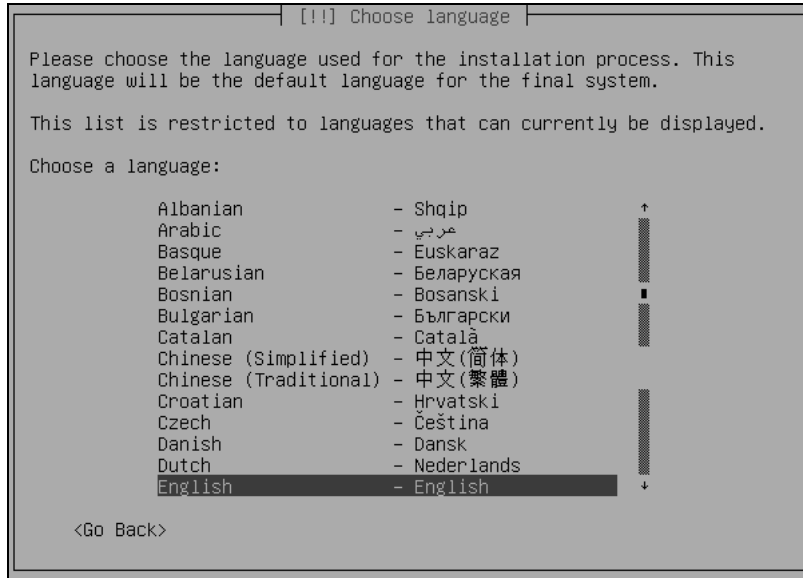 [!!] Choose language
Please choose the language used for the installation process. This
language will be the default language for the final system.
This list is restricted to languages that can currently be displayed.
Choose a language:
Albanian - Shqip
Arabic - عربي
Basque - Euskaraz
Belarusian - Беларуская
Bosnian - Bosanski
Bulgarian - Български
Catalan - Català
Chinese (Simplified) - 中文(简体)
Chinese (Traditional) - 中文(繁體)
Croatian - Hrvatski
Czech - Čeština
Danish - Dansk
Dutch - Nederlands
English - English
<Go Back>